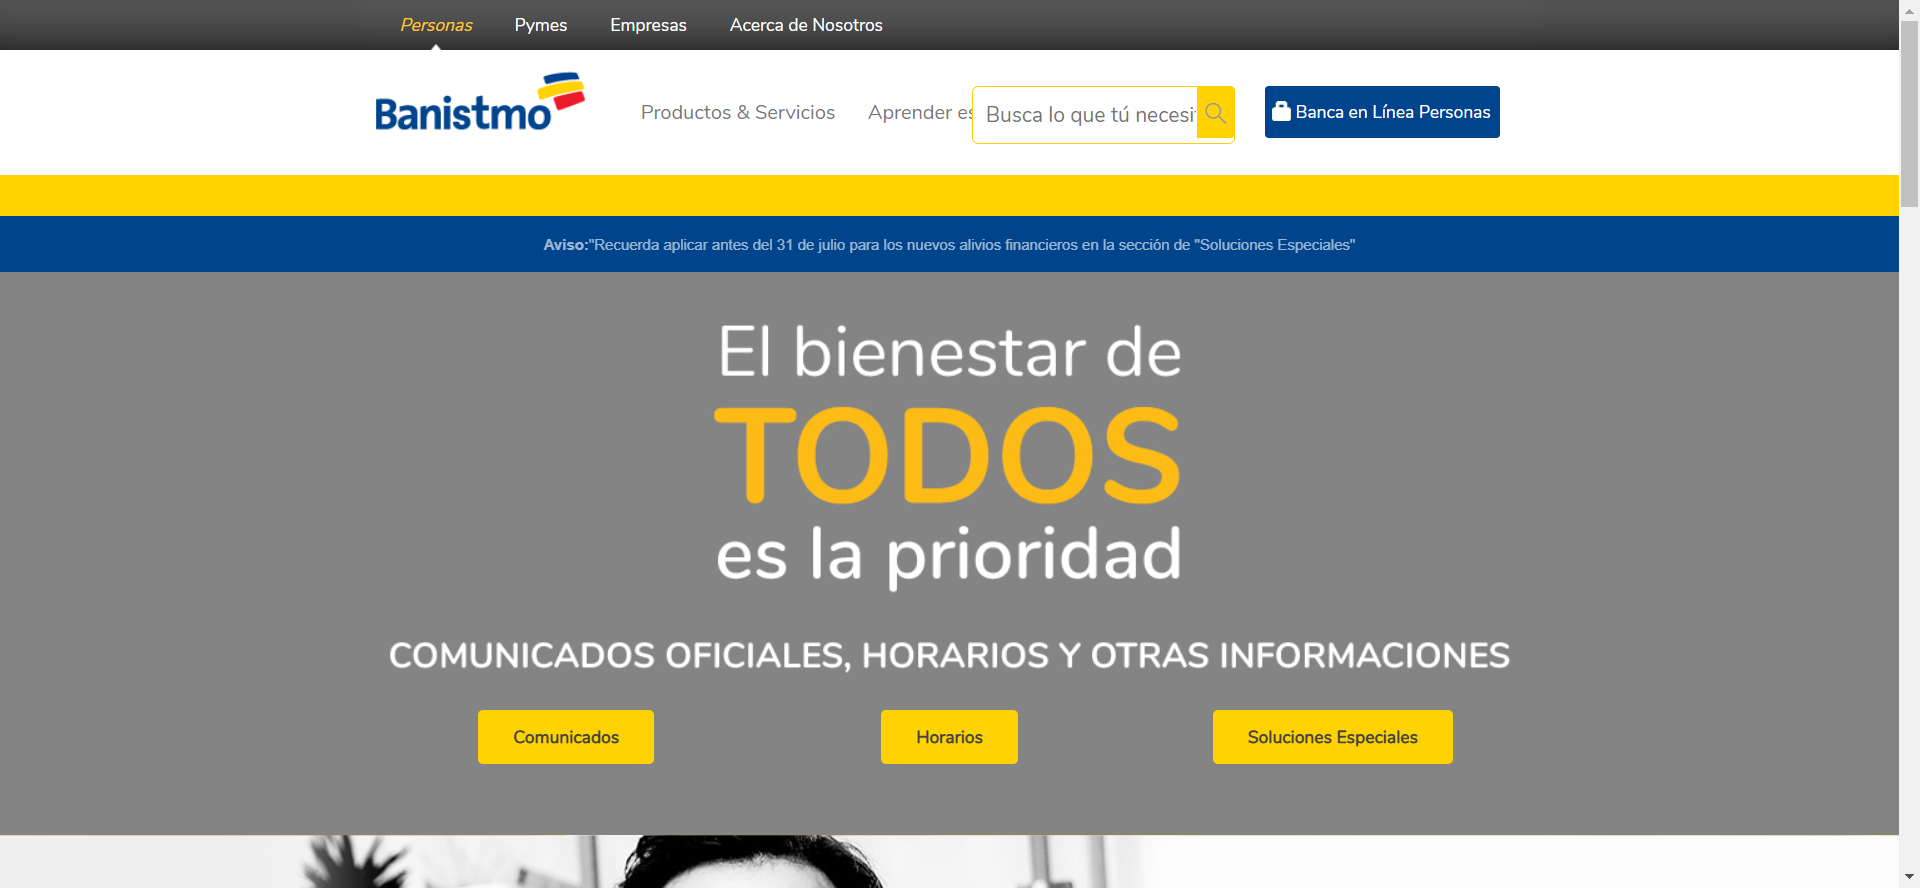 Personas Pymes Empresas Acerca de Nosotros
Banistmo
Productos & Servicios Aprender es Busca lo que tú necesi Banca en Línea Personas
Aviso:"Recuerda aplicar antes del 31 de julio para los nuevos alivios financieros en la sección de "Soluciones Especiales"
El bienestar de
TODOS
es la prioridad
COMUNICADOS OFICIALES, HORARIOS Y OTRAS INFORMACIONES
Comunicados Horarios Soluciones Especiales